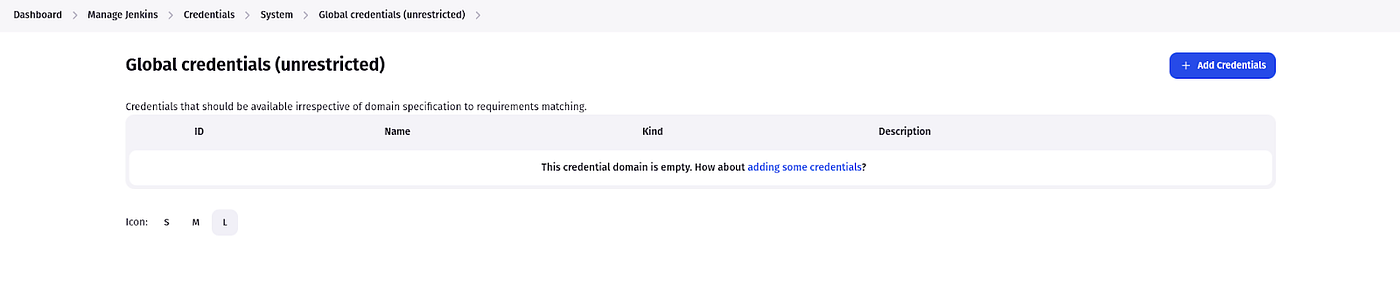 Dashboard > Manage Jenkins > Credentials > System > Global credentials (unrestricted) >
Global credentials (unrestricted)
+ Add Credentials
Credentials that should be available irrespective of domain specification to requirements matching.
ID Name Kind Description
This credential domain is empty. How about adding some credentials?
Icon: S M L